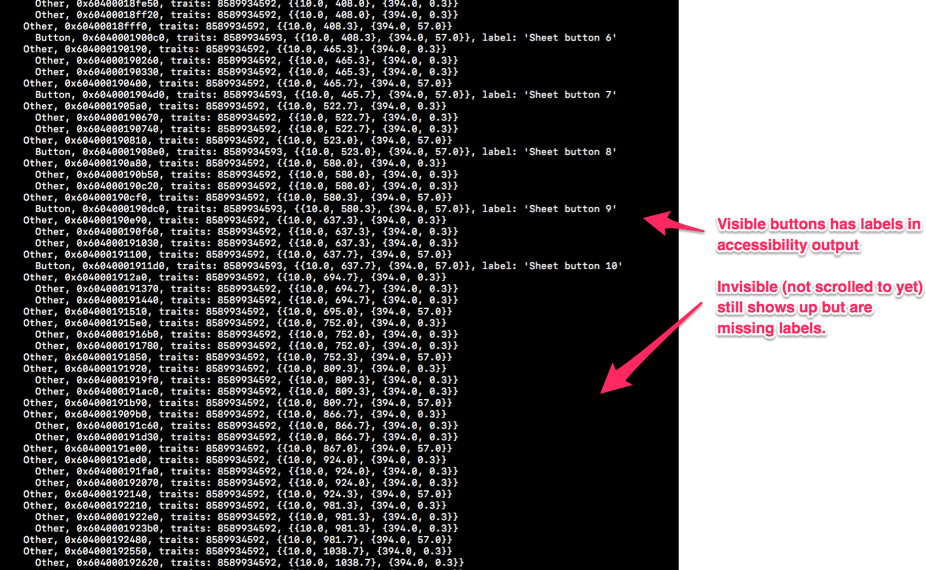 Other, 0x60400018fe50, traits: 8589934592, {{10.0, 408.0}, {394.0, 0.3}}
Other, 0x60400018ff20, traits: 8589934592, {{10.0, 408.0}, {394.0, 0.3}}
Other, 0x60400018fff0, traits: 8589934592, {{10.0, 408.3}, {394.0, 57.0}}
Button, 0x6040001900c0, traits: 8589934593, {{10.0, 408.3}, {394.0, 57.0}}, label: 'Sheet button 6'
Other, 0x604000190190, traits: 8589934592, {{10.0, 465.3}, {394.0, 0.3}}
Other, 0x604000190260, traits: 8589934592, {{10.0, 465.3}, {394.0, 0.3}}
Other, 0x604000190330, traits: 8589934592, {{10.0, 465.3}, {394.0, 0.3}}
Other, 0x604000190400, traits: 8589934592, {{10.0, 465.7}, {394.0, 57.0}}
Button, 0x6040001904d0, traits: 8589934593, {{10.0, 465.7}, {394.0, 57.0}}, label: 'Sheet button 7'
Other, 0x6040001905a0, traits: 8589934592, {{10.0, 522.7}, {394.0, 0.3}}
Other, 0x604000190670, traits: 8589934592, {{10.0, 522.7}, {394.0, 0.3}}
Other, 0x604000190740, traits: 8589934592, {{10.0, 522.7}, {394.0, 0.3}}
Other, 0x604000190810, traits: 8589934592, {{10.0, 523.0}, {394.0, 57.0}}
Button, 0x6040001908e0, traits: 8589934593, {{10.0, 523.0}, {394.0, 57.0}}, label: 'Sheet button 8'
Other, 0x604000190a80, traits: 8589934592, {{10.0, 580.0}, {394.0, 0.3}}
Other, 0x604000190b50, traits: 8589934592, {{10.0, 580.0}, {394.0, 0.3}}
Other, 0x604000190c20, traits: 8589934592, {{10.0, 580.0}, {394.0, 0.3}}
Other, 0x604000190cf0, traits: 8589934592, {{10.0, 580.3}, {394.0, 57.0}}
Button, 0x604000190dc0, traits: 8589934593, {{10.0, 580.3}, {394.0, 57.0}}, label: 'Sheet button 9'
Other, 0x604000190e90, traits: 8589934592, {{10.0, 637.3}, {394.0, 0.3}}
Other, 0x604000190f60, traits: 8589934592, {{10.0, 637.3}, {394.0, 0.3}}
Other, 0x604000191030, traits: 8589934592, {{10.0, 637.3}, {394.0, 0.3}}
Other, 0x604000191100, traits: 8589934592, {{10.0, 637.7}, {394.0, 57.0}}
Button, 0x6040001911d0, traits: 8589934593, {{10.0, 637.7}, {394.0, 57.0}}, label: 'Sheet button 10'
Other, 0x6040001912a0, traits: 8589934592, {{10.0, 694.7}, {394.0, 0.3}}
Other, 0x604000191370, traits: 8589934592, {{10.0, 694.7}, {394.0, 0.3}}
Other, 0x604000191440, traits: 8589934592, {{10.0, 694.7}, {394.0, 0.3}}
Other, 0x604000191510, traits: 8589934592, {{10.0, 695.0}, {394.0, 57.0}}
Other, 0x6040001915e0, traits: 8589934592, {{10.0, 752.0}, {394.0, 0.3}}
Other, 0x6040001916b0, traits: 8589934592, {{10.0, 752.0}, {394.0, 0.3}}
Other, 0x604000191780, traits: 8589934592, {{10.0, 752.0}, {394.0, 0.3}}
Other, 0x604000191850, traits: 8589934592, {{10.0, 752.3}, {394.0, 57.0}}
Other, 0x604000191920, traits: 8589934592, {{10.0, 809.3}, {394.0, 0.3}}
Other, 0x6040001919f0, traits: 8589934592, {{10.0, 809.3}, {394.0, 0.3}}
Other, 0x604000191ac0, traits: 8589934592, {{10.0, 809.3}, {394.0, 0.3}}
Other, 0x604000191b90, traits: 8589934592, {{10.0, 809.7}, {394.0, 57.0}}
Other, 0x6040001909b0, traits: 8589934592, {{10.0, 866.7}, {394.0, 0.3}}
Other, 0x604000191c60, traits: 8589934592, {{10.0, 866.7}, {394.0, 0.3}}
Other, 0x604000191d30, traits: 8589934592, {{10.0, 866.7}, {394.0, 0.3}}
Other, 0x604000191e00, traits: 8589934592, {{10.0, 867.0}, {394.0, 57.0}}
Other, 0x604000191ed0, traits: 8589934592, {{10.0, 924.0}, {394.0, 0.3}}
Other, 0x604000191fa0, traits: 8589934592, {{10.0, 924.0}, {394.0, 0.3}}
Other, 0x604000192070, traits: 8589934592, {{10.0, 924.0}, {394.0, 0.3}}
Other, 0x604000192140, traits: 8589934592, {{10.0, 924.3}, {394.0, 57.0}}
Other, 0x604000192210, traits: 8589934592, {{10.0, 981.3}, {394.0, 0.3}}
Other, 0x6040001922e0, traits: 8589934592, {{10.0, 981.3}, {394.0, 0.3}}
Other, 0x6040001923b0, traits: 8589934592, {{10.0, 981.3}, {394.0, 0.3}}
Other, 0x604000192480, traits: 8589934592, {{10.0, 981.7}, {394.0, 57.0}}
Other, 0x604000192550, traits: 8589934592, {{10.0, 1038.7}, {394.0, 0.3}}
Other, 0x604000192620, traits: 8589934592, {{10.0, 1038.7}, {394.0, 0.3}}
Visible buttons has labels in
accessibility output
Invisible (not scrolled to yet)
still shows up but are
missing labels.